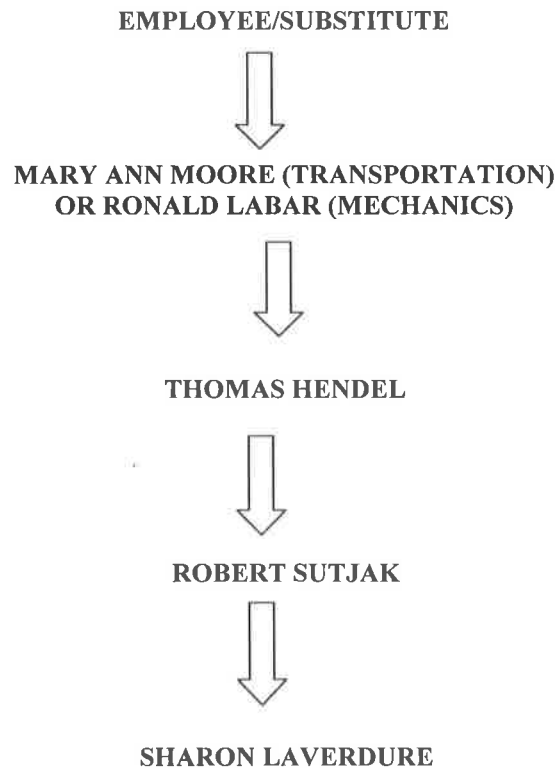 EMPLOYEE/SUBSTITUTE
MARY ANN MOORE (TRANSPORTATION)
OR RONALD LABAR (MECHANICS)
THOMAS HENDEL
ROBERT SUTJAK
SHARON LAVERDURE